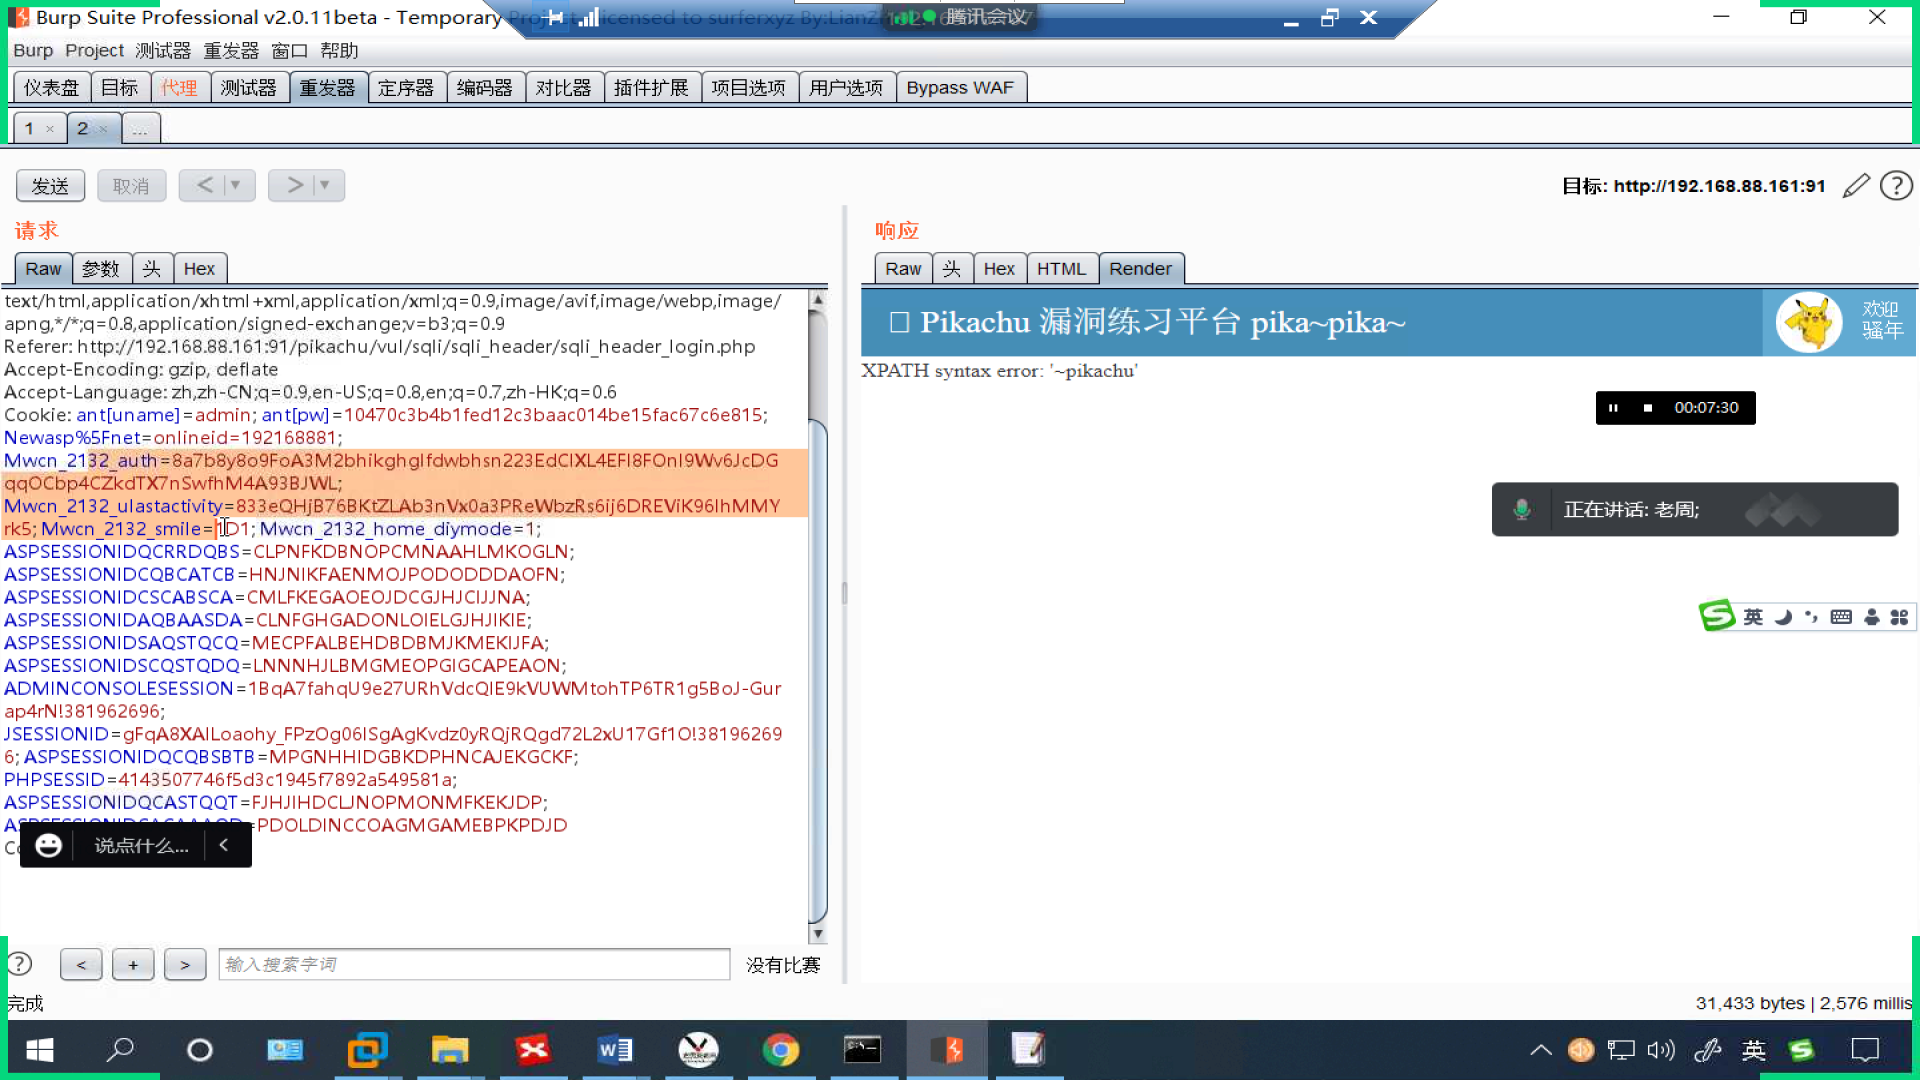 Burp Suite Professional v2.0.11beta - Temporary Project - licensed to surferxyz By:LianZ
腾讯会议
Burp Project 测试器 重发器 窗口 帮助
仪表盘 目标 代理 测试器 重发器 定序器 编码器 对比器 插件扩展 项目选项 用户选项 Bypass WAF
1 × 2 × ...
发送 取消 < ▼ > ▼
目标: http://192.168.88.161:91
请求
Raw 参数 头 Hex
text/html,application/xhtml+xml,application/xml;q=0.9,image/avif,image/webp,image/
apng,*/*;q=0.8,application/signed-exchange;v=b3;q=0.9
Referer: http://192.168.88.161:91/pikachu/vul/sqli/sqli_header/sqli_header_login.php
Accept-Encoding: gzip, deflate
Accept-Language: zh,zh-CN;q=0.9,en-US;q=0.8,en;q=0.7,zh-HK;q=0.6
Cookie: ant[uname]=admin; ant[pw]=10470c3b4b1fed12c3baac014be15fac67c6e815;
Newasp%5Fnet=onlineid=192168881;
Mwcn_2132_auth=8a7b8y8o9FoA3M2bhikghglfdwbhsn223EdCIXL4EFI8FOnI9Wv6JcDG
qqOCbp4CZkdTX7nSwfhM4A93BJWL;
Mwcn_2132_ulastactivity=833eQHjB76BKtZLAb3nVx0a3PReWbzRs6ij6DREViK96IhMMY
rk5; Mwcn_2132_smile=1D1; Mwcn_2132_home_diymode=1;
ASPSESSIONIDQCRRDQBS=CLPNFKDBNOPCMNAAHLMKOGLN;
ASPSESSIONIDCQBCATCB=HNJNIKFAENMOJPODODDDAOFN;
ASPSESSIONIDCSCABSCA=CMLFKEGAOEOJDCGJHJCIJJNA;
ASPSESSIONIDAQBAASDA=CLNFGHGADONLOIELGJHJIKIE;
ASPSESSIONIDSAQSTQCQ=MECPFALBEHDBDBMJKMEKIJFA;
ASPSESSIONIDSCQSTQDQ=LNNNHJLBMGMEOPGIGCAPEAON;
ADMINCONSOLESESSION=1BqA7fahqU9e27URhVdcQIE9kVUWMtohTP6TR1g5BoJ-Gur
ap4rN!381962696;
JSESSIONID=gFqA8XAILoaohy_FPzOg06ISgAgKvdz0yRQjRQgd72L2xU17Gf1O!38196269
6; ASPSESSIONIDQCQBSBTB=MPGNHHIDGBKDPHNCAJEKGCKF;
PHPSESSID=4143507746f5d3c1945f7892a549581a;
ASPSESSIONIDQCASTQQT=FJHJIHDCLJNOPMONMFKEKJDP;
=PDOLDINCCOAGMGAMEBPKPDJD
说点什么... <
? < + > 输入搜索字词 没有比赛
响应
Raw 头 Hex HTML Render
Pikachu 漏洞练习平台 pika~pika~
欢迎
骚年
XPATH syntax error: '~pikachu'
00:07:30
正在讲话: 老周;
英
完成
31,433 bytes | 2,576 millis
英